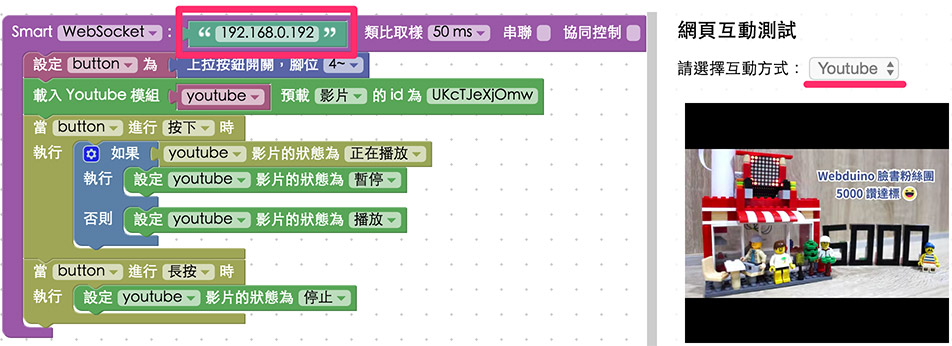 Smart WebSocket : “ 192.168.0.192 ” 類比取樣 50 ms 串聯 協同控制
設定 button 為 上拉按鈕開關，腳位 4~
載入 Youtube 模組 youtube 預載 影片 的 id 為 UKcTJeXjOmw
當 button 進行 按下 時
執行 如果 youtube 影片的狀態為 正在播放
執行 設定 youtube 影片的狀態為 暫停
否則 設定 youtube 影片的狀態為 播放
當 button 進行 長按 時
執行 設定 youtube 影片的狀態為 停止
網頁互動測試
請選擇互動方式： Youtube
Webduino 臉書粉絲團
5000 讚達標
5000